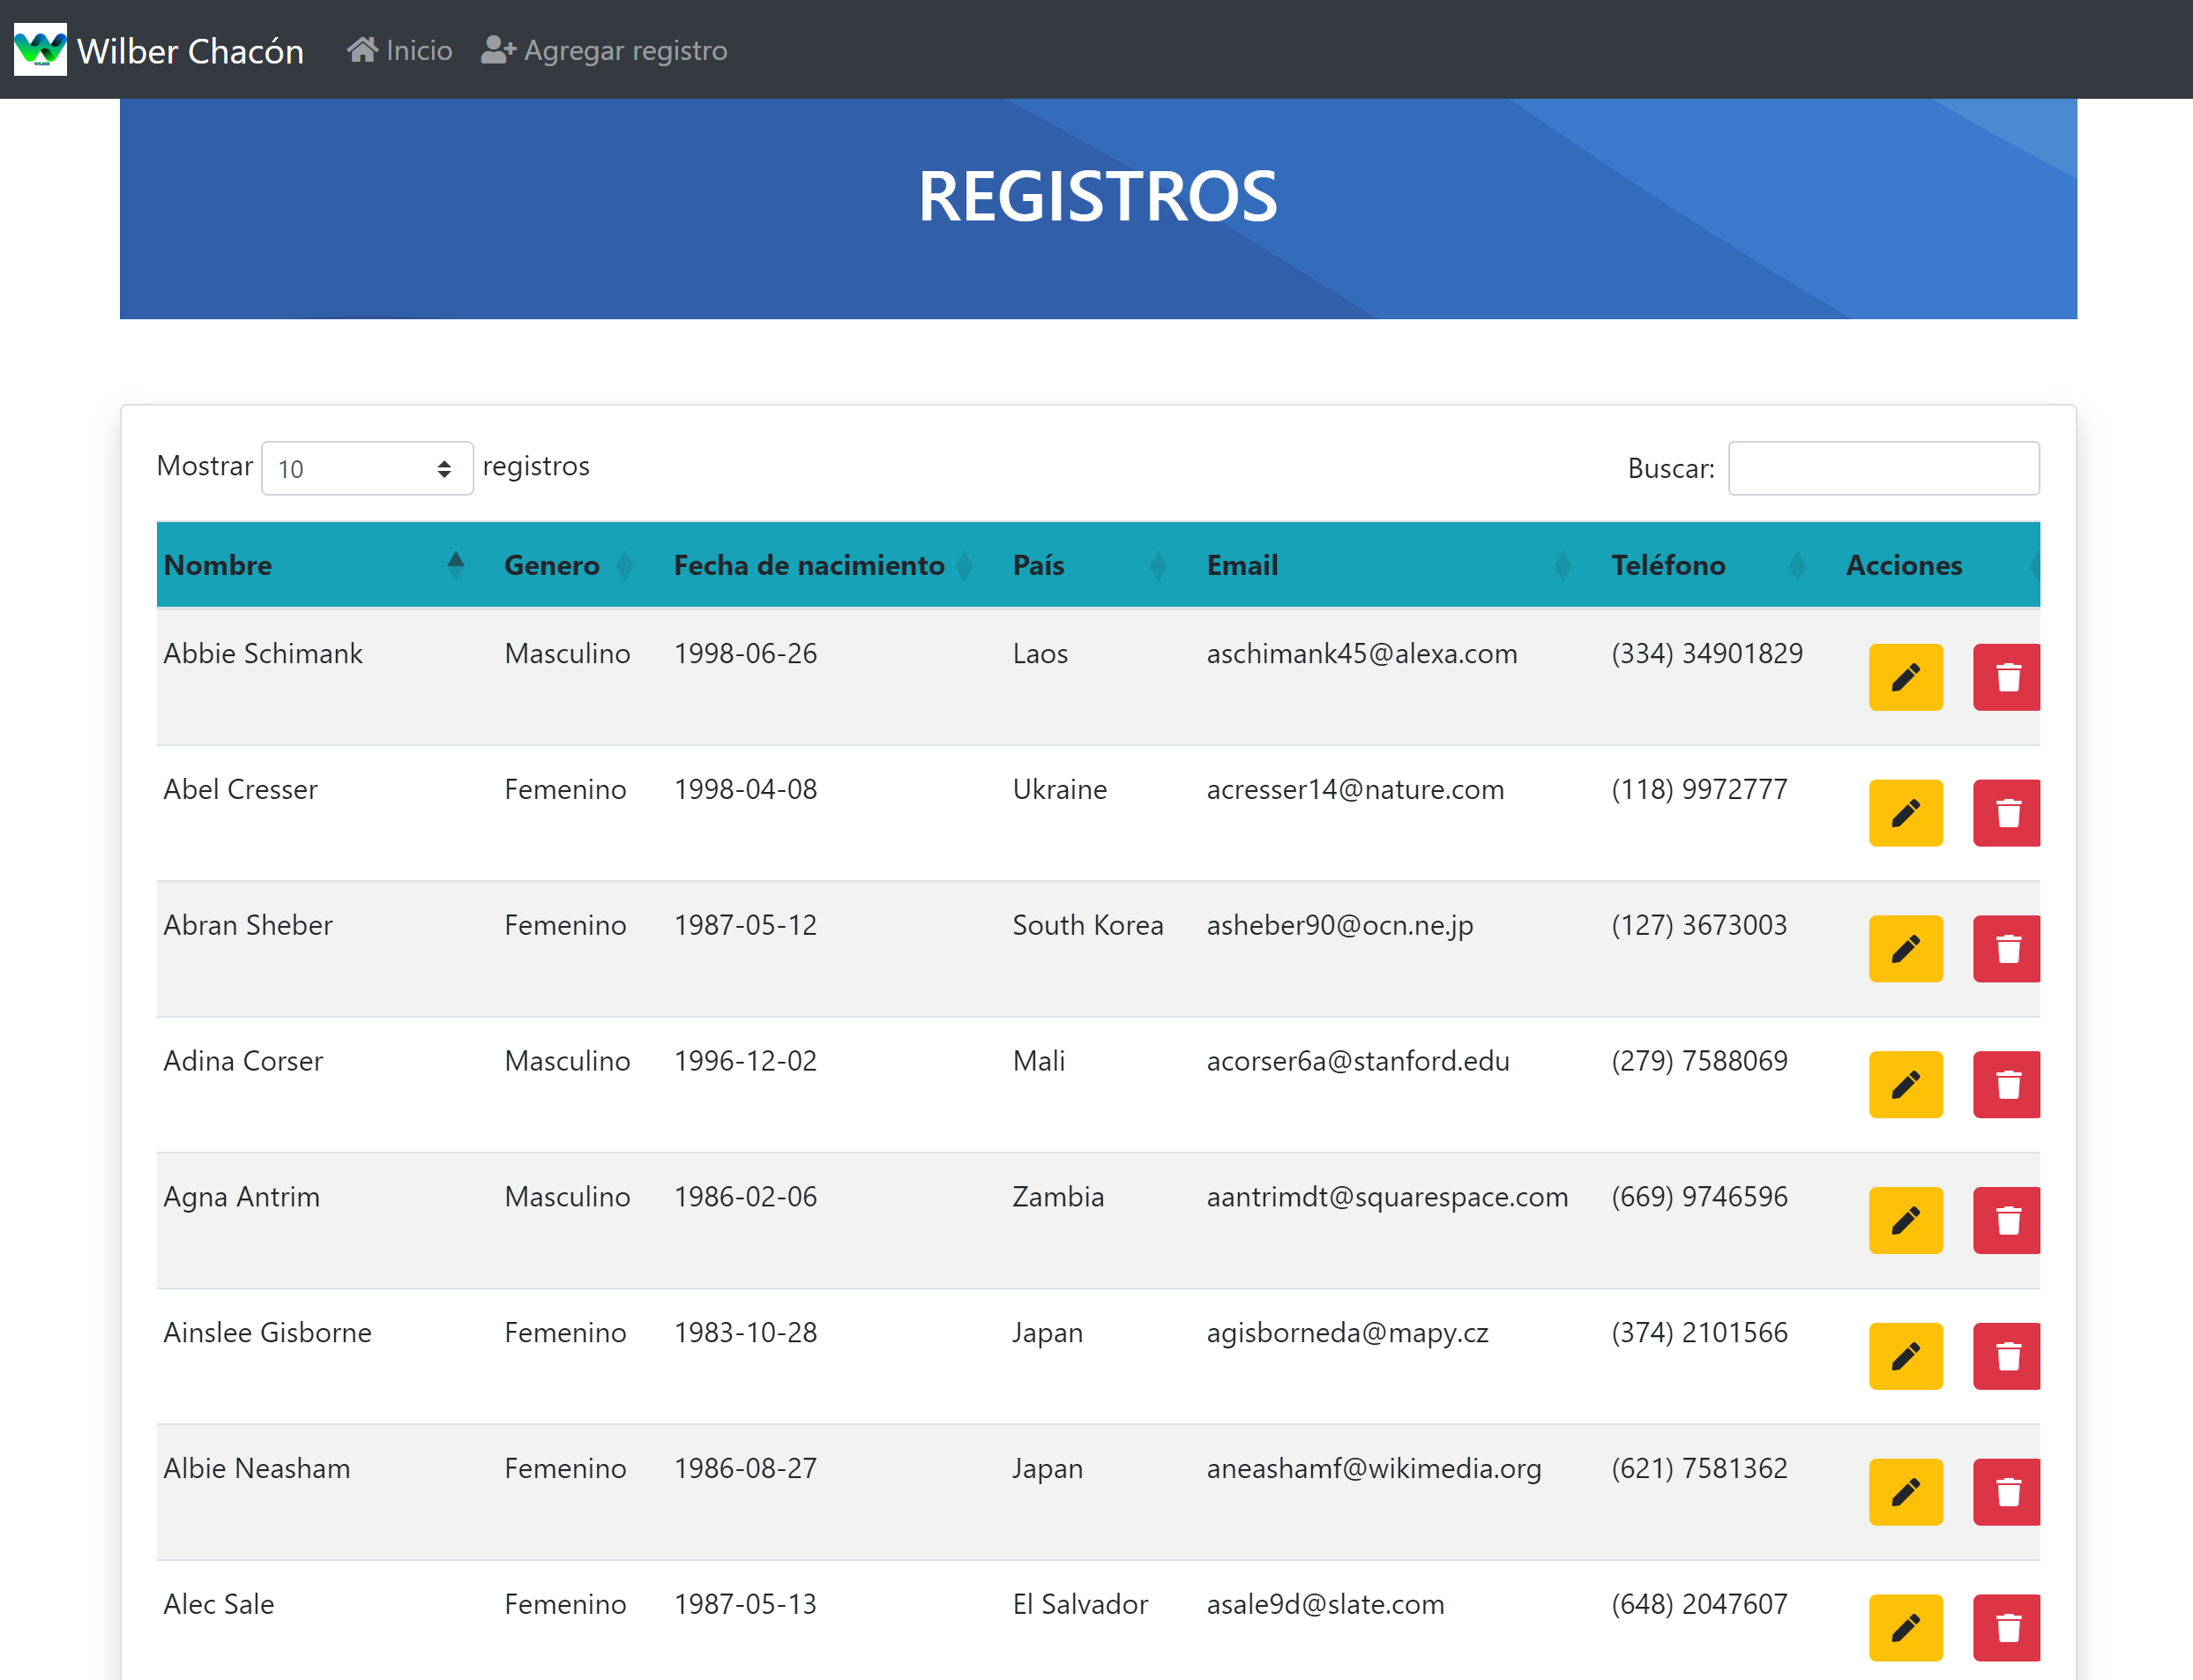 Wilber Chacón Inicio Agregar registro
REGISTROS
Mostrar 10 registros Buscar:
Nombre Genero Fecha de nacimiento País Email Teléfono Acciones
Abbie Schimank Masculino 1998-06-26 Laos aschimank45@alexa.com (334) 34901829
Abel Cresser Femenino 1998-04-08 Ukraine acresser14@nature.com (118) 9972777
Abran Sheber Femenino 1987-05-12 South Korea asheber90@ocn.ne.jp (127) 3673003
Adina Corser Masculino 1996-12-02 Mali acorser6a@stanford.edu (279) 7588069
Agna Antrim Masculino 1986-02-06 Zambia aantrimdt@squarespace.com (669) 9746596
Ainslee Gisborne Femenino 1983-10-28 Japan agisborneda@mapy.cz (374) 2101566
Albie Neasham Femenino 1986-08-27 Japan aneashamf@wikimedia.org (621) 7581362
Alec Sale Femenino 1987-05-13 El Salvador asale9d@slate.com (648) 2047607